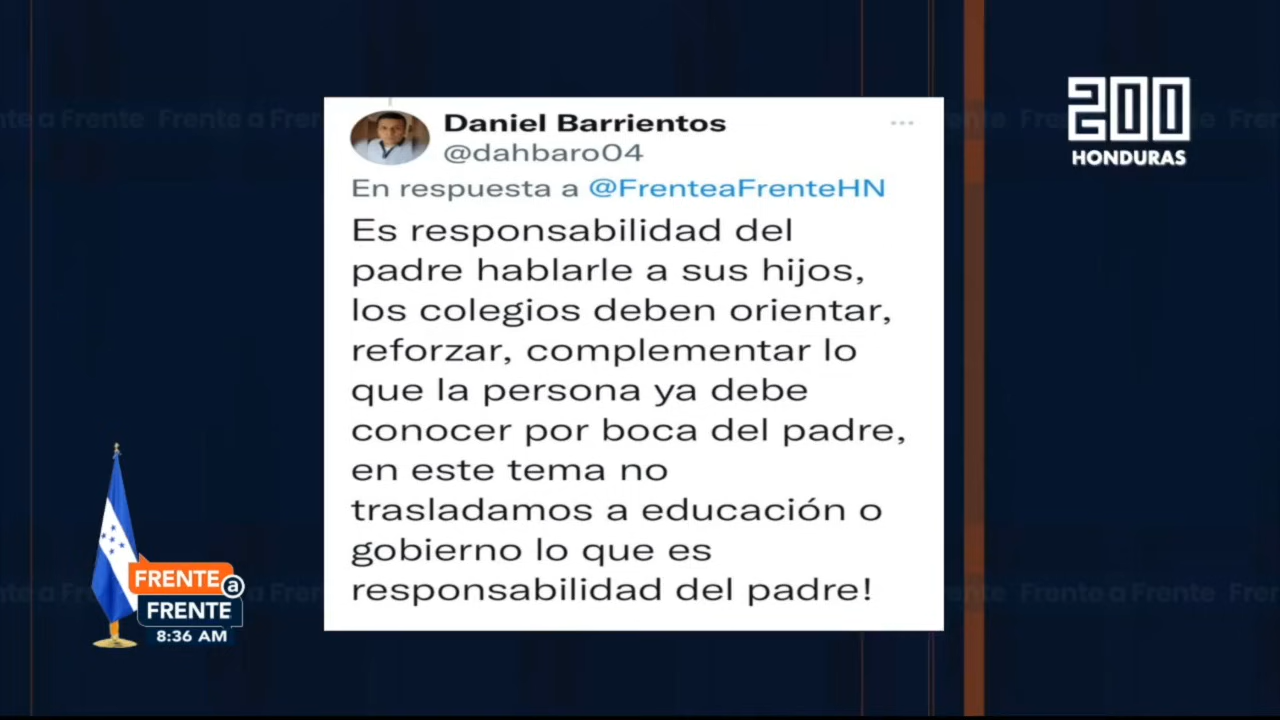 Daniel Barrientos
@dahbaro04
En respuesta a @FrenteaFrenteHN
Es responsabilidad del
padre hablarle a sus hijos,
los colegios deben orientar,
reforzar, complementar lo
que la persona ya debe
conocer por boca del padre,
en este tema no
trasladamos a educación o
gobierno lo que es
responsabilidad del padre!
200
HONDURAS
FRENTE a
FRENTE
8:36 AM